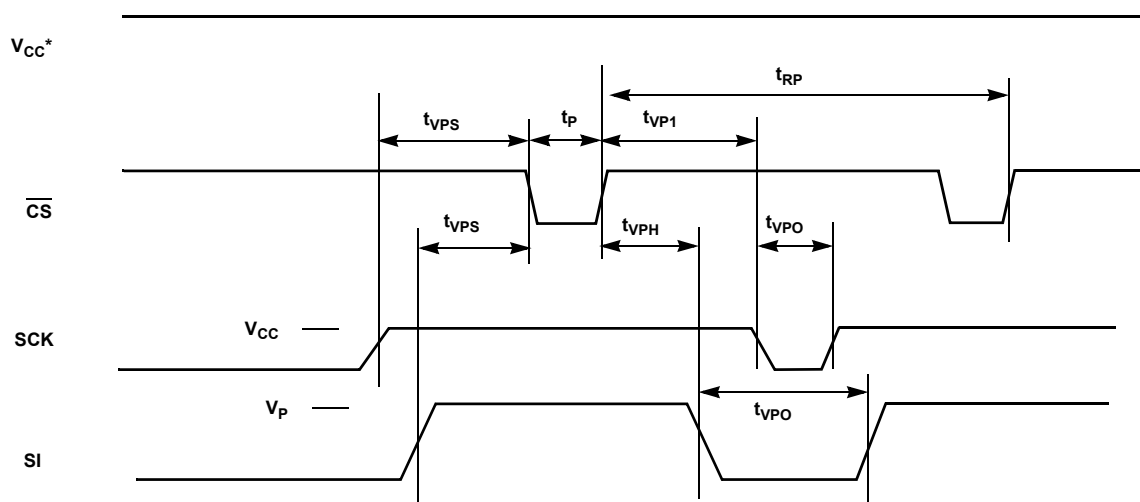 V_CC*
t_RP
t_VPS
t_P
t_VP1
CS
t_VPS
t_VPH
t_VPO
V_CC
SCK
V_P
t_VPO
SI